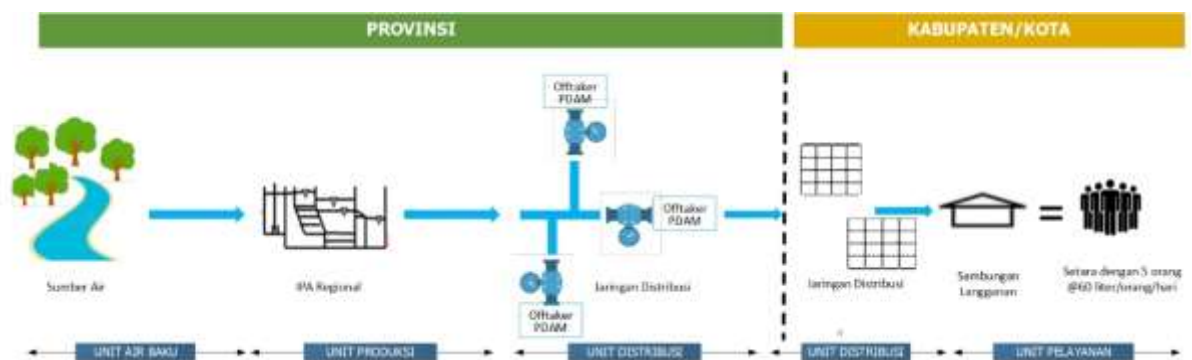 PROVINSI
KABUPATEN/KOTA
Offtaker
PDAM
Offtaker
PDAM
Offtaker
PDAM
Sumber Air
IPA Regional
Jaringan Distribusi
Jaringan Distribusi
Sambungan
Langganan
Setara dengan 5 orang
@60 liter/orang/hari
UNIT AIR BAKU
UNIT PRODUKSI
UNIT DISTRIBUSI
UNIT DISTRIBUSI
UNIT PELAYANAN